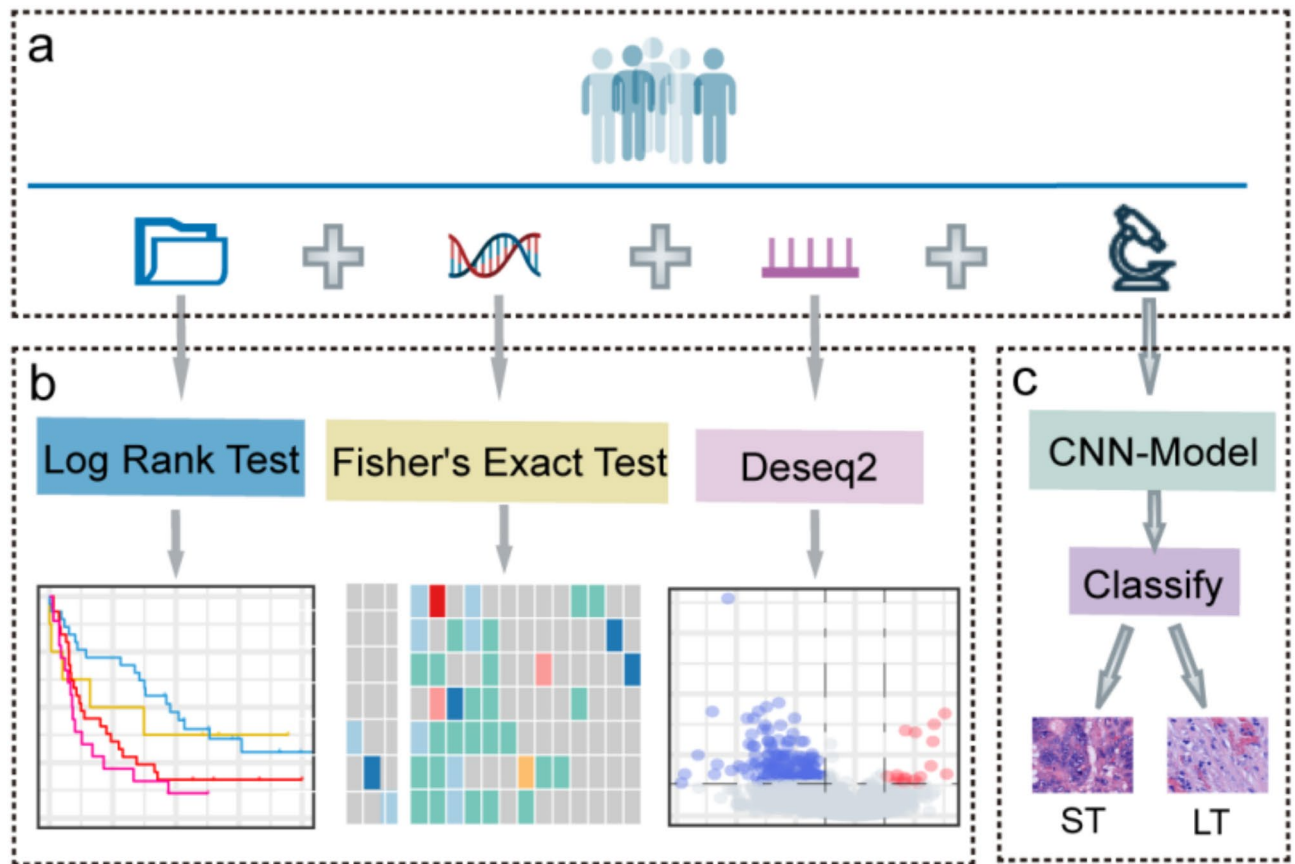 a
b
Log Rank Test
Fisher's Exact Test
Deseq2
c
CNN-Model
Classify
ST
LT